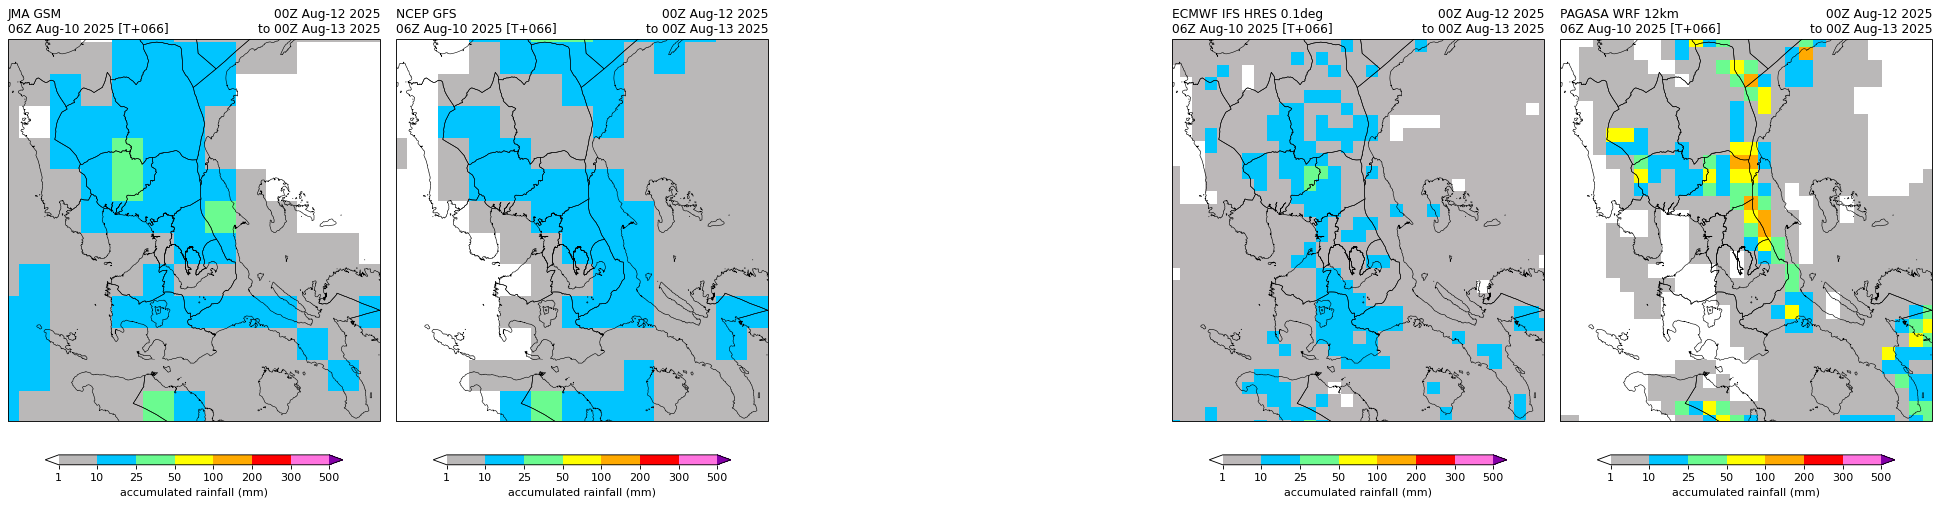 JMA GSM 00Z Aug-12 2025
06Z Aug-10 2025 [T+066] to 00Z Aug-13 2025
NCEP GFS 00Z Aug-12 2025
06Z Aug-10 2025 [T+066] to 00Z Aug-13 2025
ECMWF IFS HRES 0.1deg 00Z Aug-12 2025
06Z Aug-10 2025 [T+066] to 00Z Aug-13 2025
PAGASA WRF 12km 00Z Aug-12 2025
06Z Aug-10 2025 [T+066] to 00Z Aug-13 2025
1 10 25 50 100 200 300 500
accumulated rainfall (mm)
1 10 25 50 100 200 300 500
accumulated rainfall (mm)
1 10 25 50 100 200 300 500
accumulated rainfall (mm)
1 10 25 50 100 200 300 500
accumulated rainfall (mm)